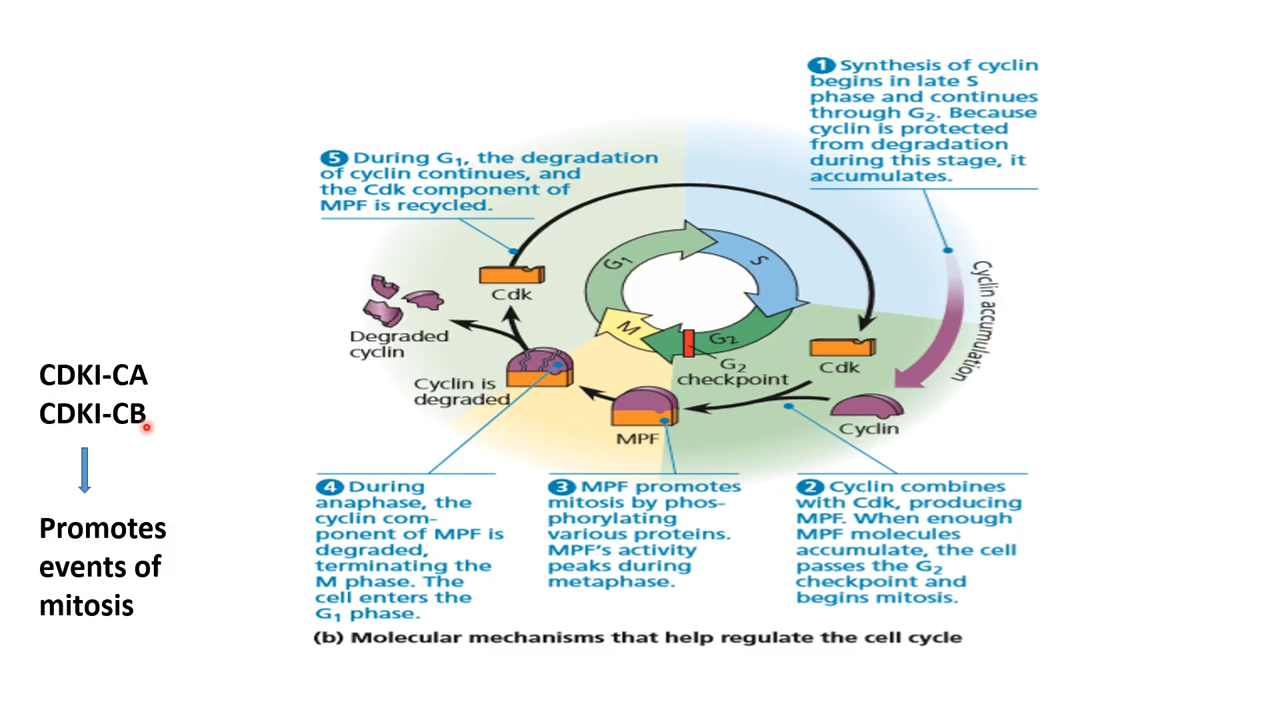 1 Synthesis of cyclin
begins in late S
phase and continues
through G₂. Because
cyclin is protected
from degradation
during this stage, it
accumulates.
5 During G₁, the degradation
of cyclin continues, and
the Cdk component of
MPF is recycled.
G₁
S
G₂
M
Cyclin accumulation
Cdk
Degraded
cyclin
Cyclin is
degraded
G₂
checkpoint
Cdk
MPF
Cyclin
CDKI-CA
CDKI-CB
Promotes
events of
mitosis
4 During
anaphase, the
cyclin com-
ponent of MPF is
degraded,
terminating the
M phase. The
cell enters the
G₁ phase.
3 MPF promotes
mitosis by phos-
phorylating
various proteins.
MPF's activity
peaks during
metaphase.
2 Cyclin combines
with Cdk, producing
MPF. When enough
MPF molecules
accumulate, the cell
passes the G₂
checkpoint and
begins mitosis.
(b) Molecular mechanisms that help regulate the cell cycle